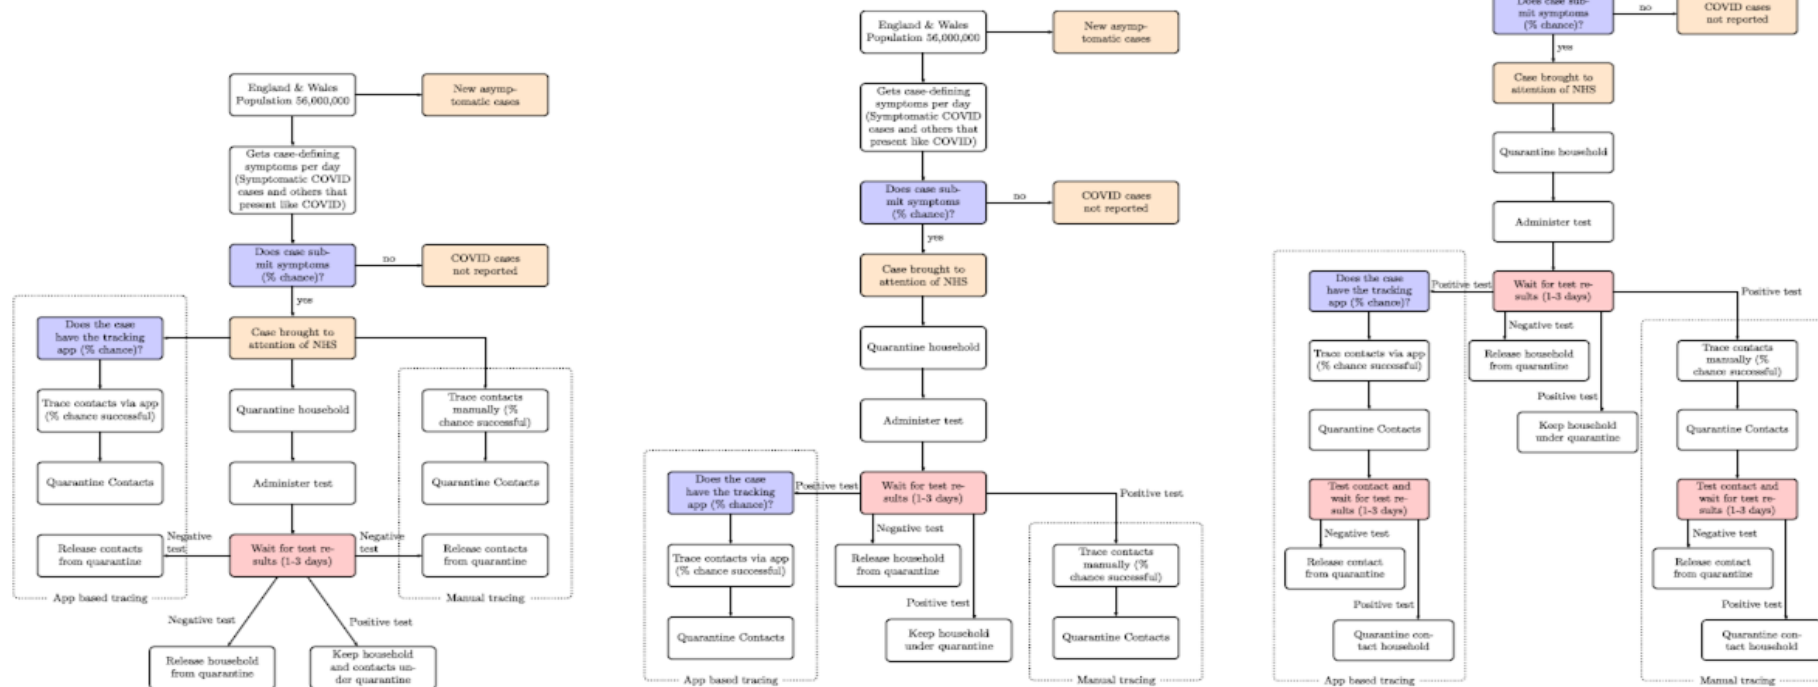 England & Wales
Population 56,000,000
New asymp-
tomatic cases
Gets case-defining
symptoms per day
(Symptomatic COVID
cases and others that
present like COVID)
Does case sub-
mit symptoms
(% chance)?
no
COVID cases
not reported
yes
Does the case
have the tracking
app (% chance)?
Case brought to
attention of NHS
Trace contacts via app
(% chance successful)
Quarantine household
Trace contacts
manually (%
chance successful)
Quarantine Contacts
Administer test
Quarantine Contacts
Release contacts
from quarantine
Negative
test
Wait for test re-
sults (1-3 days)
Negative
test
Release contacts
from quarantine
App based tracing
Manual tracing
Negative test
Positive test
Release household
from quarantine
Keep household
and contacts un-
der quarantine
England & Wales
Population 56,000,000
New asymp-
tomatic cases
Gets case-defining
symptoms per day
(Symptomatic COVID
cases and others that
present like COVID)
Does case sub-
mit symptoms
(% chance)?
no
COVID cases
not reported
yes
Case brought to
attention of NHS
Quarantine household
Administer test
Does the case
have the tracking
app (% chance)?
Positive test
Wait for test re-
sults (1-3 days)
Positive test
Negative test
Trace contacts via app
(% chance successful)
Release household
from quarantine
Trace contacts
manually (%
chance successful)
Positive test
Quarantine Contacts
Keep household
under quarantine
Quarantine Contacts
App based tracing
Manual tracing
Does case sub-
mit symptoms
(% chance)?
no
COVID cases
not reported
yes
Case brought to
attention of NHS
Quarantine household
Administer test
Does the case
have the tracking
app (% chance)?
Positive test
Wait for test re-
sults (1-3 days)
Positive test
Negative test
Trace contacts via app
(% chance successful)
Release household
from quarantine
Trace contacts
manually (%
chance successful)
Positive test
Quarantine Contacts
Keep household
under quarantine
Quarantine Contacts
Test contact and
wait for test re-
sults (1-3 days)
Test contact and
wait for test re-
sults (1-3 days)
Negative test
Negative test
Release contact
from quarantine
Release contact
from quarantine
Positive test
Positive test
Quarantine con-
tact household
Quarantine con-
tact household
App based tracing
Manual tracing